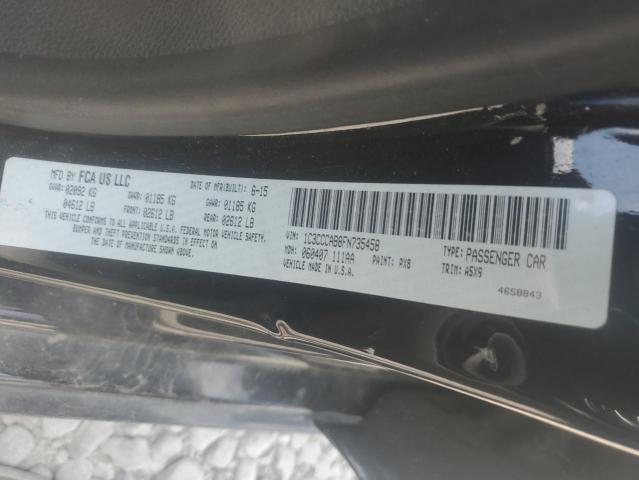 MFD BY FCA US LLC DATE OF MFR(BUILT): 6-15
GVWR: 02092 KG GAWR: 01185 KG GAWR: 01185 KG
04612 LB FRONT: 02612 LB REAR: 02612 LB
THIS VEHICLE CONFORMS TO ALL APPLICABLE U.S.A. FEDERAL MOTOR VEHICLE SAFETY,
BUMPER AND THEFT PREVENTION STANDARDS IN EFFECT ON THE
DATE OF MANUFACTURE SHOWN ABOVE.
VIN: 1C3CCCAB8FN735458 TYPE: PASSENGER CAR
MDH: 060407 111AA PAINT: PX8 TRIM: A5X9
VEHICLE MADE IN U.S.A.
4658843